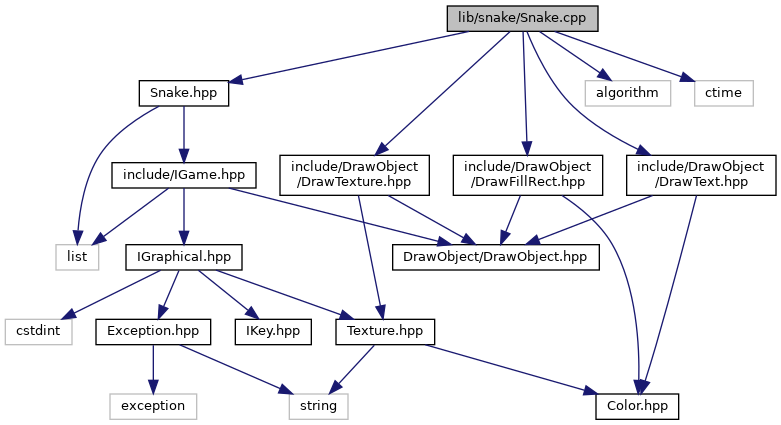 lib/snake/Snake.cpp
Snake.hpp
algorithm
ctime
include/IGame.hpp
include/DrawObject
/DrawTexture.hpp
include/DrawObject
/DrawFillRect.hpp
include/DrawObject
/DrawText.hpp
list
IGraphical.hpp
DrawObject/DrawObject.hpp
cstdint
Exception.hpp
IKey.hpp
Texture.hpp
exception
string
Color.hpp